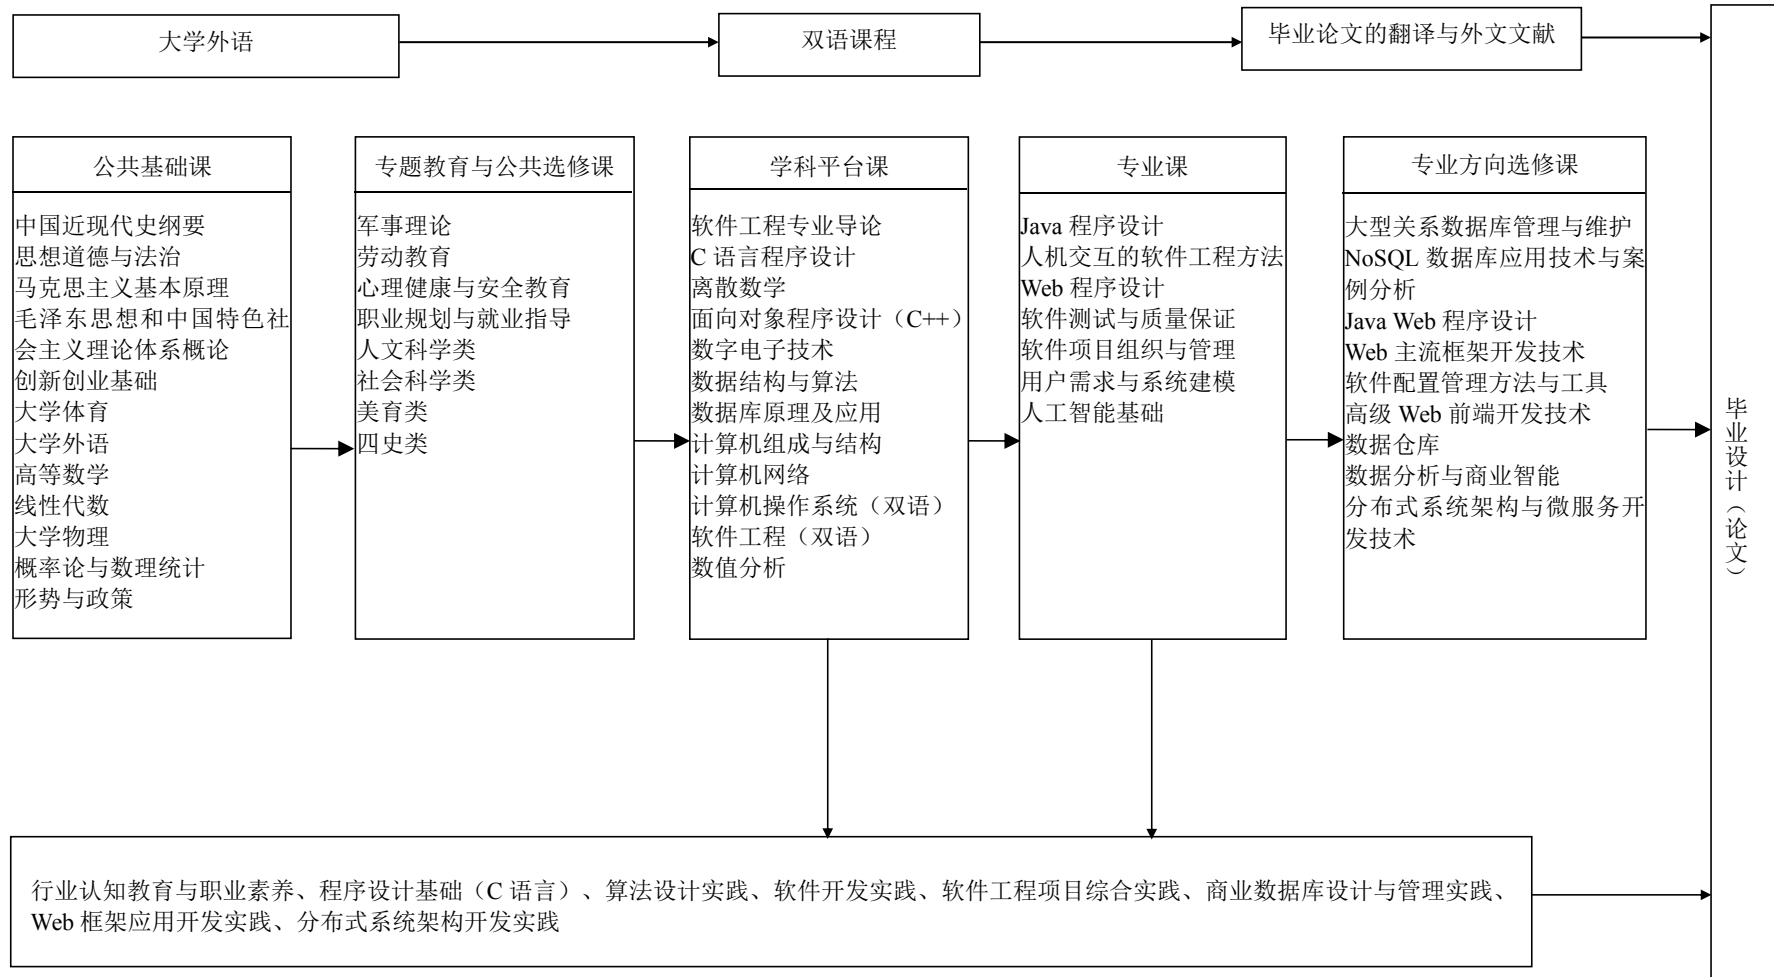 大学外语
双语课程
毕业论文的翻译与外文文献
公共基础课
中国近现代史纲要
思想道德与法治
马克思主义基本原理
毛泽东思想和中国特色社
会主义理论体系概论
创新创业基础
大学体育
大学外语
高等数学
线性代数
大学物理
概率论与数理统计
形势与政策
专题教育与公共选修课
军事理论
劳动教育
心理健康与安全教育
职业规划与就业指导
人文科学类
社会科学类
美育类
四史类
学科平台课
软件工程专业导论
C 语言程序设计
离散数学
面向对象程序设计（C++）
数字电子技术
数据结构与算法
数据库原理及应用
计算机组成与结构
计算机网络
计算机操作系统（双语）
软件工程（双语）
数值分析
专业课
Java 程序设计
人机交互的软件工程方法
Web 程序设计
软件测试与质量保证
软件项目组织与管理
用户需求与系统建模
人工智能基础
专业方向选修课
大型关系数据库管理与维护
NoSQL 数据库应用技术与案
例分析
Java Web 程序设计
Web 主流框架开发技术
软件配置管理方法与工具
高级 Web 前端开发技术
数据仓库
数据分析与商业智能
分布式系统架构与微服务开
发技术
毕业设计（论文）
行业认知教育与职业素养、程序设计基础（C 语言）、算法设计实践、软件开发实践、软件工程项目综合实践、商业数据库设计与管理实践、
Web 框架应用开发实践、分布式系统架构开发实践